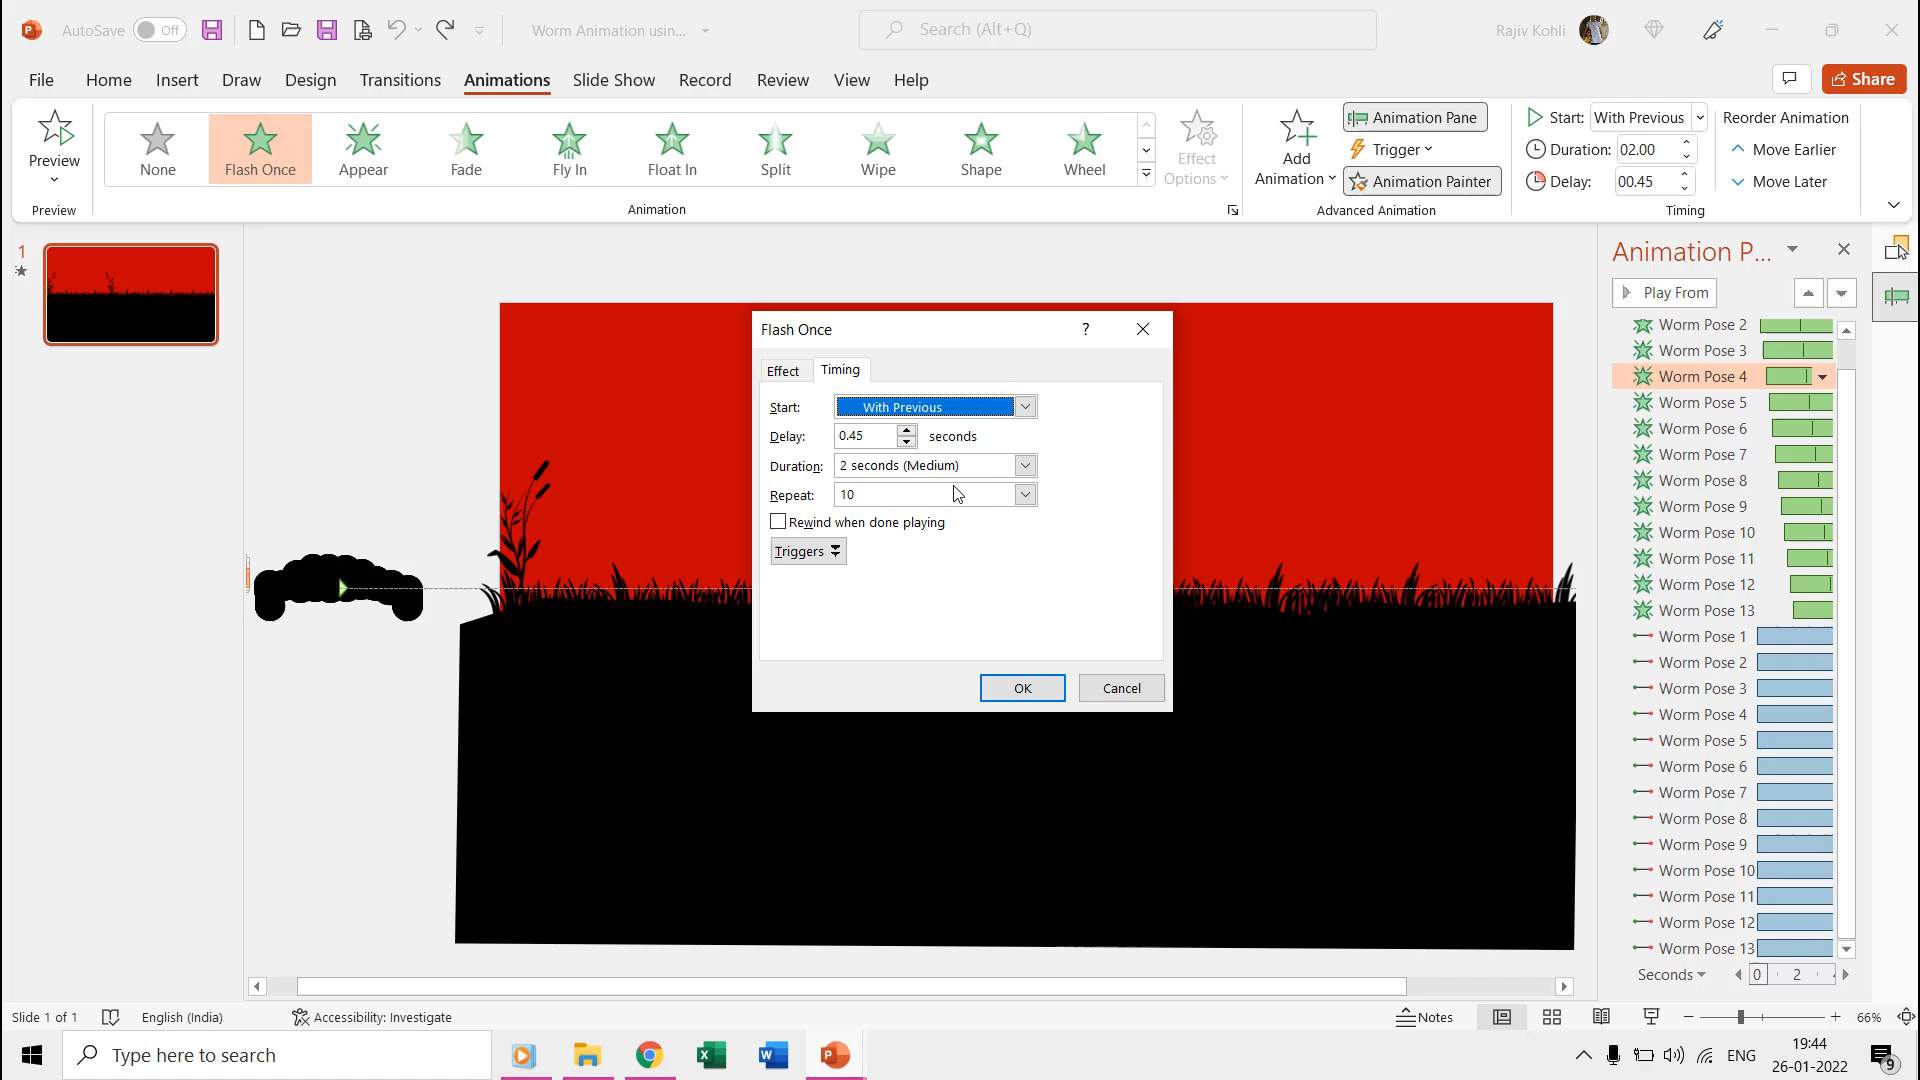 AutoSave Off Worm Animation usin... Search (Alt+Q) Rajiv Kohli
File Home Insert Draw Design Transitions Animations Slide Show Record Review View Help Share
Preview None Flash Once Appear Fade Fly In Float In Split Wipe Shape Wheel Effect Options Add Animation
Animation Pane
Trigger
Animation Painter
Start: With Previous
Duration: 02.00
Delay: 00.45
Reorder Animation
Move Earlier
Move Later
Preview Animation Advanced Animation Timing
1
Flash Once ?
Effect Timing
Start: With Previous
Delay: 0.45 seconds
Duration: 2 seconds (Medium)
Repeat: 10
Rewind when done playing
Triggers
OK Cancel
Animation P...
Play From
Worm Pose 2
Worm Pose 3
Worm Pose 4
Worm Pose 5
Worm Pose 6
Worm Pose 7
Worm Pose 8
Worm Pose 9
Worm Pose 10
Worm Pose 11
Worm Pose 12
Worm Pose 13
Worm Pose 1
Worm Pose 2
Worm Pose 3
Worm Pose 4
Worm Pose 5
Worm Pose 6
Worm Pose 7
Worm Pose 8
Worm Pose 9
Worm Pose 10
Worm Pose 11
Worm Pose 12
Worm Pose 13
Seconds 0 2
Slide 1 of 1 English (India) Accessibility: Investigate Notes 66%
Type here to search
ENG
19:44
26-01-2022
9